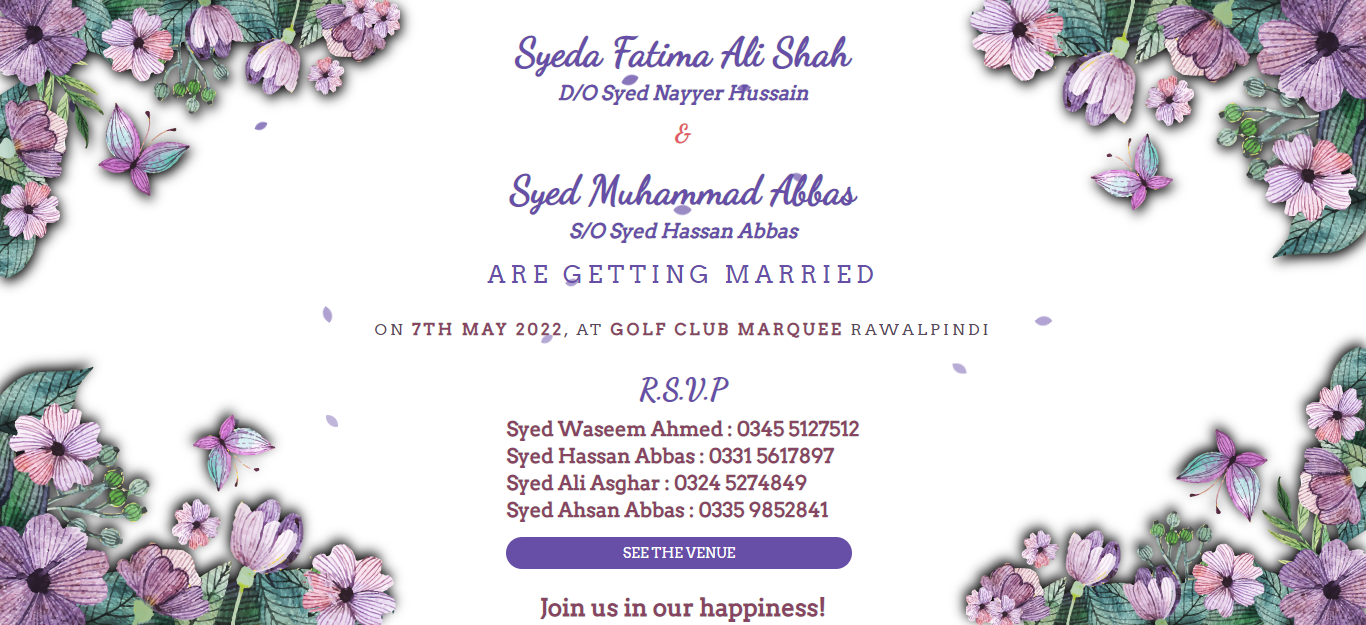 Syeda Fatima Ali Shah
D/O Syed Nayyer Hussain
&
Syed Muhammad Abbas
S/O Syed Hassan Abbas
ARE GETTING MARRIED
ON 7TH MAY 2022, AT GOLF CLUB MARQUEE RAWALPINDI
R.S.V.P
Syed Waseem Ahmed : 0345 5127512
Syed Hassan Abbas : 0331 5617897
Syed Ali Asghar : 0324 5274849
Syed Ahsan Abbas : 0335 9852841
SEE THE VENUE
Join us in our happiness!